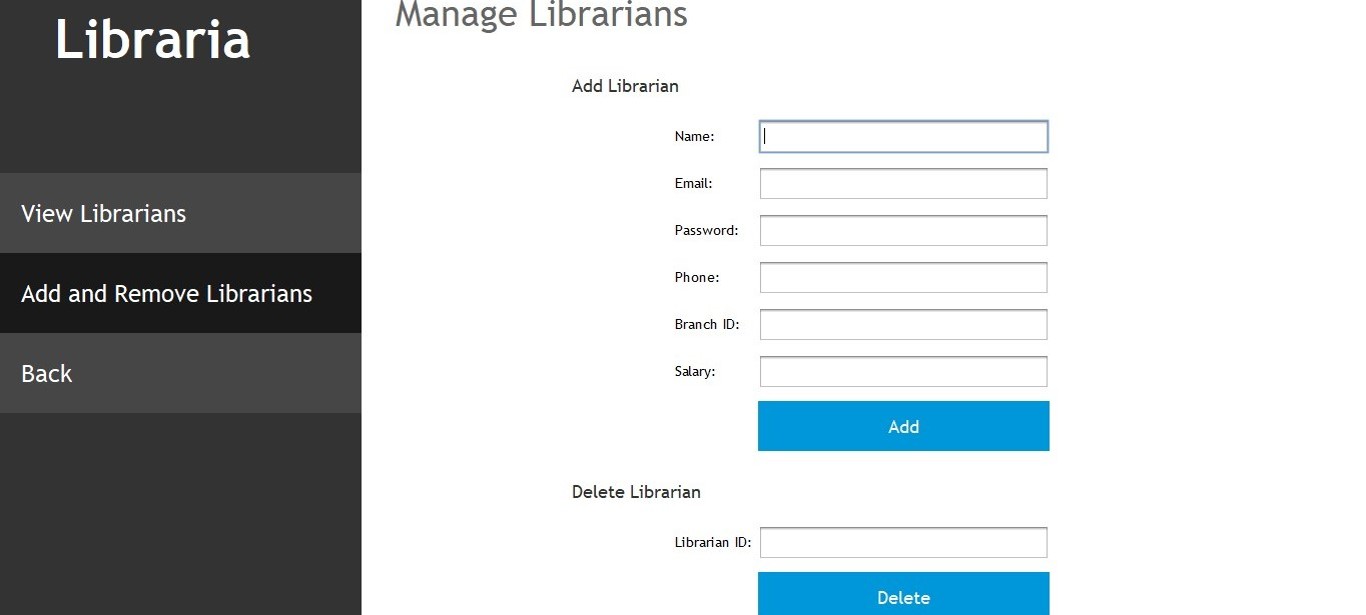 Libraria
View Librarians
Add and Remove Librarians
Back
Manage Librarians
Add Librarian
Name:
Email:
Password:
Phone:
Branch ID:
Salary:
Add
Delete Librarian
Librarian ID:
Delete